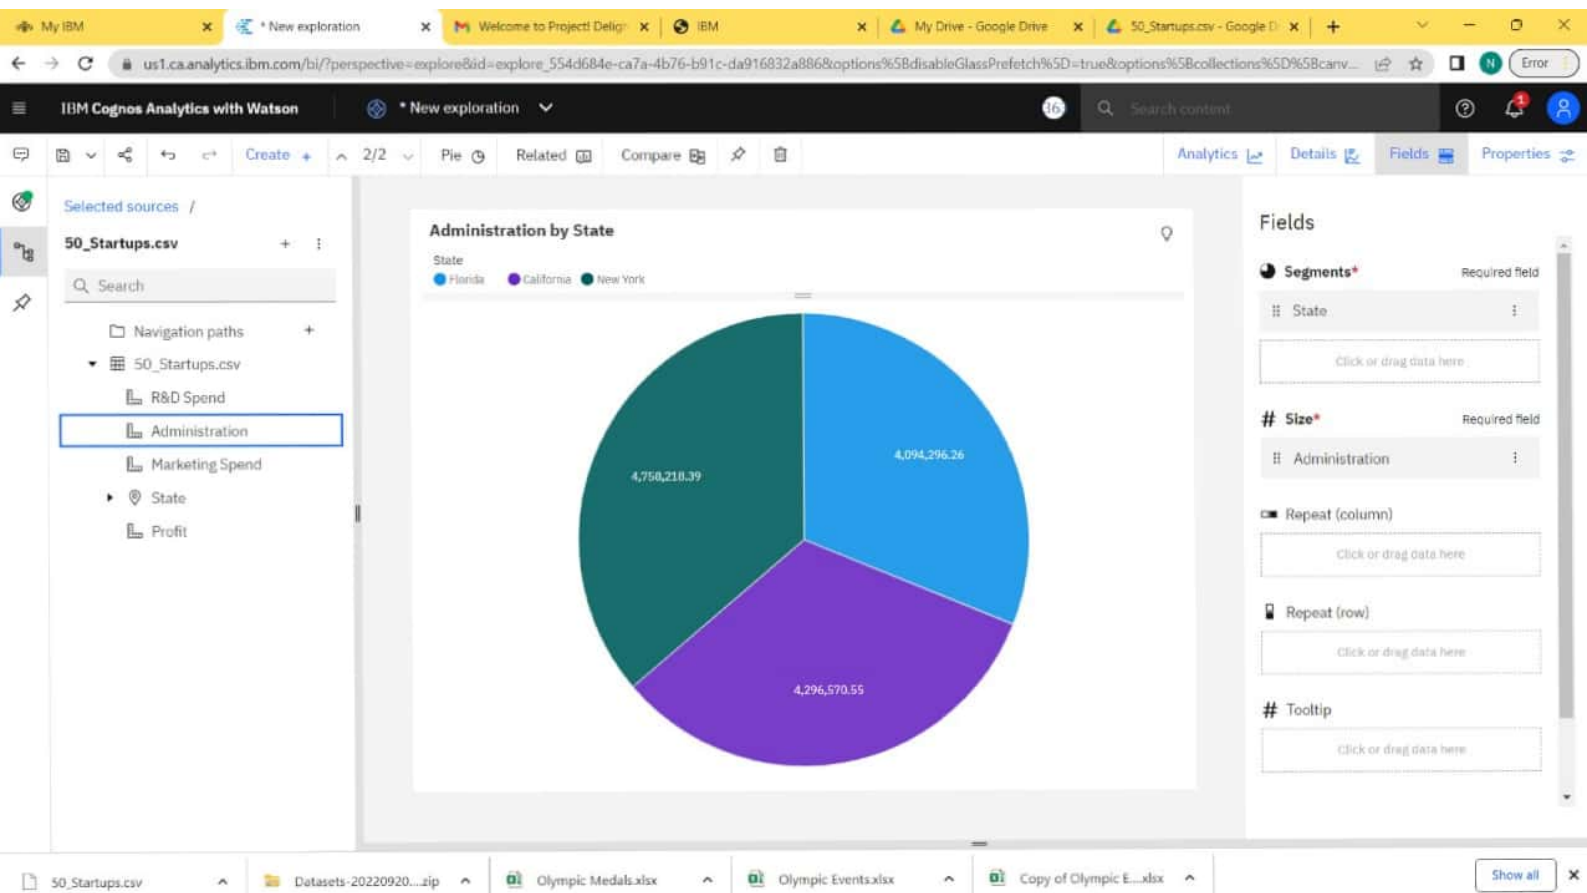 My IBM
* New exploration
Welcome to Project! Deligh
IBM
My Drive - Google Drive
50_Startups.csv - Google D
us1.ca.analytics.ibm.com/bi/?perspective=explore&id=explore_554d684e-ca7a-4b76-b91c-da916832a886&options%5BdisableGlassPrefetch%5D=true&options%5Bcollections%5D%5Bcanv...
N
Error
IBM Cognos Analytics with Watson
* New exploration
Search content
1
Create +
2/2
Pie
Related
Compare
Analytics
Details
Fields
Properties
Selected sources /
50_Startups.csv
Search
Navigation paths
50_Startups.csv
R&D Spend
Administration
Marketing Spend
State
Profit
Administration by State
State
Florida
California
New York
4,094,296.26
4,758,218.39
4,296,570.55
Fields
Segments*
Required field
State
Click or drag data here
# Size*
Required field
Administration
Repeat (column)
Click or drag data here
Repeat (row)
Click or drag data here
# Tooltip
Click or drag data here
50_Startups.csv
Datasets-20220920....zip
Olympic Medals.xlsx
Olympic Events.xlsx
Copy of Olympic E....xlsx
Show all